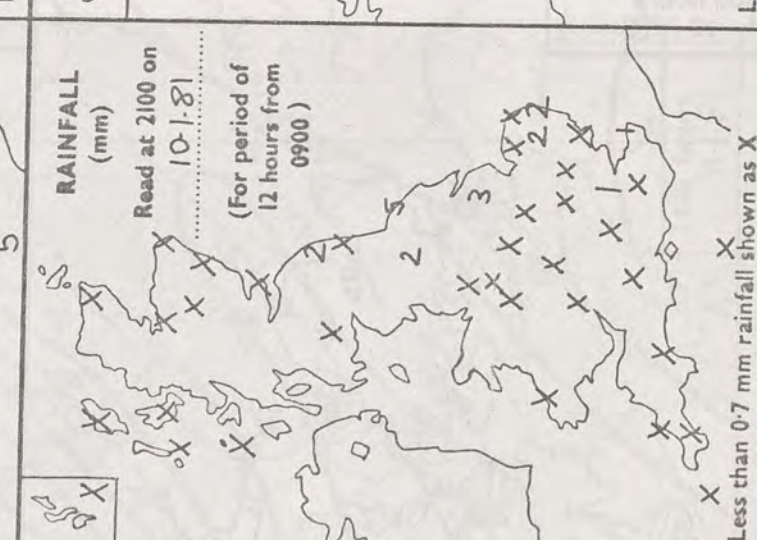 5
RAINFALL
(mm)
Read at 2100 on
10·1·81
(For period of
12 hours from
0900 )
2
5
2
3
2 2
1
1
Less than 0·7 mm rainfall shown as X